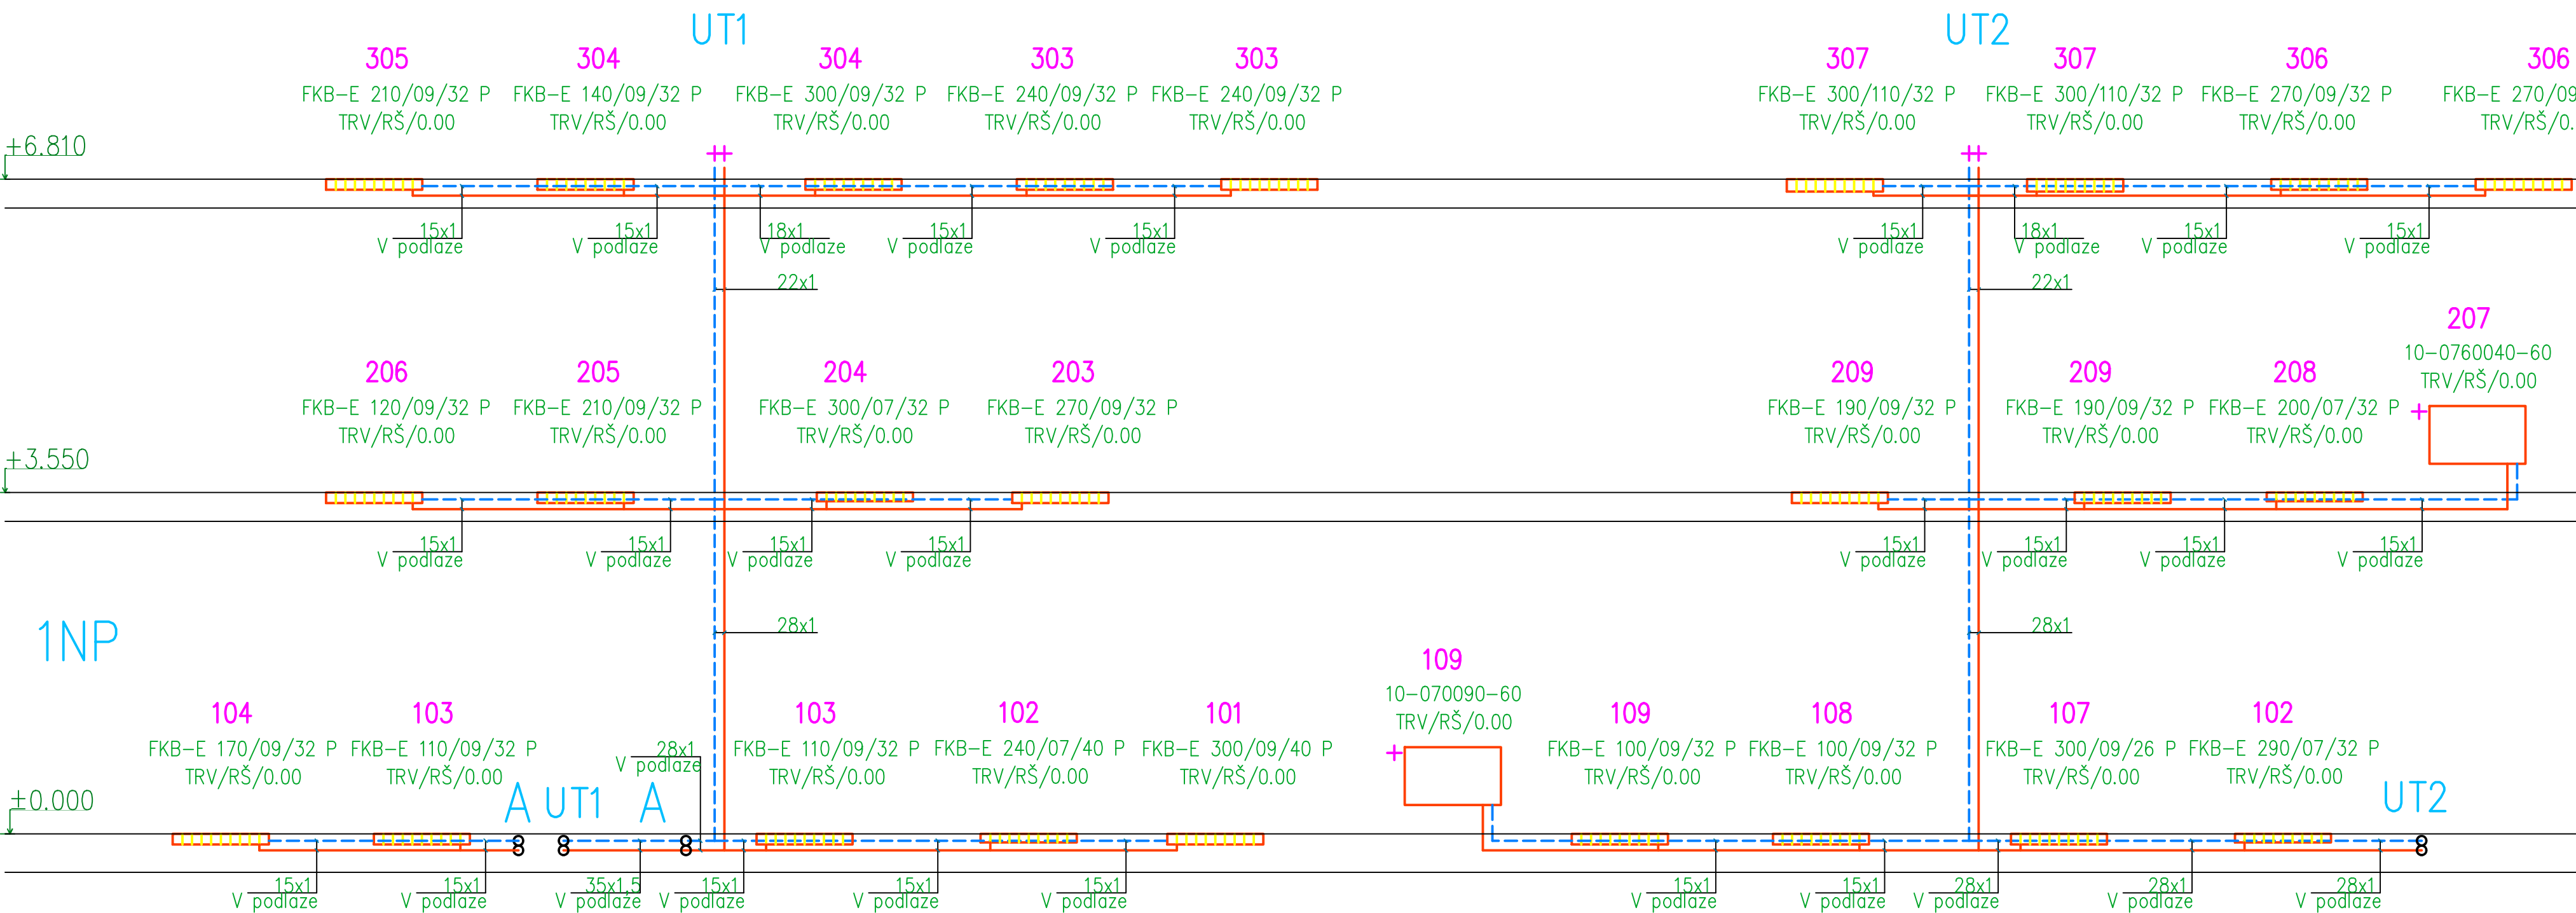 UT1
UT2
305
304
304
303
303
307
307
306
306
FKB-E 210/09/32 P
FKB-E 140/09/32 P
FKB-E 300/09/32 P
FKB-E 240/09/32 P
FKB-E 240/09/32 P
FKB-E 300/110/32 P
FKB-E 300/110/32 P
FKB-E 270/09/32 P
FKB-E 270/09
TRV/RŠ/0.00
TRV/RŠ/0.00
TRV/RŠ/0.00
TRV/RŠ/0.00
TRV/RŠ/0.00
TRV/RŠ/0.00
TRV/RŠ/0.00
TRV/RŠ/0.00
TRV/RŠ/0.
+6.810
15x1
15x1
18x1
15x1
15x1
15x1
18x1
15x1
15x1
V podlaze
V podlaze
V podlaze
V podlaze
V podlaze
V podlaze
V podlaze
V podlaze
V podlaze
22x1
22x1
207
10-0760040-60
TRV/RŠ/0.00
206
205
204
203
209
209
208
FKB-E 120/09/32 P
FKB-E 210/09/32 P
FKB-E 300/07/32 P
FKB-E 270/09/32 P
FKB-E 190/09/32 P
FKB-E 190/09/32 P
FKB-E 200/07/32 P
TRV/RŠ/0.00
TRV/RŠ/0.00
TRV/RŠ/0.00
TRV/RŠ/0.00
TRV/RŠ/0.00
TRV/RŠ/0.00
TRV/RŠ/0.00
+3.550
15x1
15x1
15x1
15x1
15x1
15x1
15x1
15x1
V podlaze
V podlaze
V podlaze
V podlaze
V podlaze
V podlaze
V podlaze
V podlaze
28x1
28x1
1NP
109
10-070090-60
TRV/RŠ/0.00
104
103
103
102
101
109
108
107
102
FKB-E 170/09/32 P
FKB-E 110/09/32 P
28x1
V podlaze
FKB-E 110/09/32 P
FKB-E 240/07/40 P
FKB-E 300/09/40 P
FKB-E 100/09/32 P
FKB-E 100/09/32 P
FKB-E 300/09/26 P
FKB-E 290/07/32 P
TRV/RŠ/0.00
TRV/RŠ/0.00
TRV/RŠ/0.00
TRV/RŠ/0.00
TRV/RŠ/0.00
TRV/RŠ/0.00
TRV/RŠ/0.00
TRV/RŠ/0.00
TRV/RŠ/0.00
±0.000
A
UT1
A
UT2
15x1
15x1
35x1,5
15x1
15x1
15x1
15x1
15x1
28x1
28x1
28x1
V podlaze
V podlaze
V podlaze
V podlaze
V podlaze
V podlaze
V podlaze
V podlaze
V podlaze
V podlaze
V podlaze